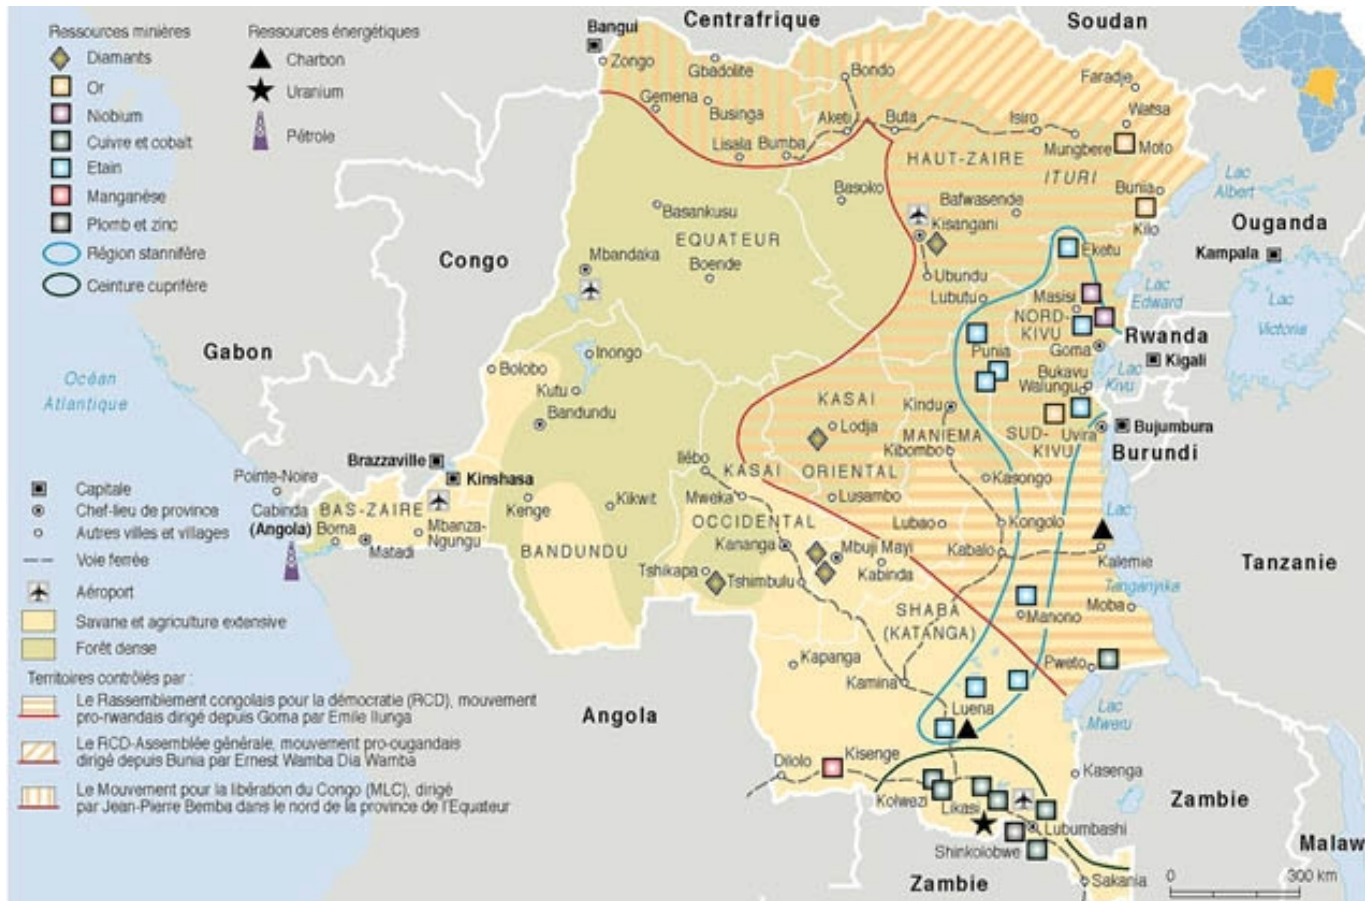 Ressources minières
Diamants
Or
Niobium
Cuivre et cobalt
Etain
Manganèse
Plomb et zinc
Région stannifère
Ceinture cuprifère
Ressources énergétiques
Charbon
Uranium
Pétrole
Centrafrique
Soudan
Bangui
Zongo
Gbadolite
Bondo
Faradje
Gemena
Businga
Watsa
Aketi
Buta
Isiro
Lisala
Bumba
Mungbere
Moto
HAUT-ZAIRE
ITURI
Lac
Albert
Basoko
Bafwasende
Bunia
Basankusu
Kisangani
Kilo
Ouganda
EQUATEUR
Congo
Mbandaka
Boende
Eketu
Kampala
Ubundu
Lubutu
Masisi
Lac
Edward
Lac
Victoria
NORD-
KIVU
Rwanda
Gabon
Inongo
Punia
Goma
Kigali
Bolobo
Bukavu
Lac
Kivu
Océan
Atlantique
Kutu
Walungu
Bandundu
KASAI
Kindu
Lodja
MANIEMA
SUD-
KIVU
Uvira
Bujumbura
Burundi
Brazzaville
Ilébo
KASAI
ORIENTAL
Kibombo
Kinshasa
Pointe-Noire
Mweka
Lusambo
Kasongo
Cabinda
(Angola)
BAS-ZAIRE
Kenge
Kikwit
OCCIDENTAL
Lubao
Kongolo
Lac
Tanganyika
Boma
Matadi
Mbanza-
Ngungu
BANDUNDU
Kananga
Mbuji Mayi
Kabalo
Kalemie
Tanzanie
Tshikapa
Tshimbulu
Kabinda
SHABA
(KATANGA)
Manono
Moba
Kapanga
Pweto
Kamina
Angola
Luena
Lac
Mweru
Dilolo
Kisenge
Kasenga
Kolwezi
Likasi
Zambie
Lubumbashi
Shinkolobwe
Malaw
Zambie
Sakania
0
300 km
Capitale
Chef-lieu de province
Autres villes et villages
Voie ferrée
Aéroport
Savane et agriculture extensive
Forêt dense
Territoires contrôlés par :
Le Rassemblement congolais pour la démocratie (RCD), mouvement
pro-rwandais dirigé depuis Goma par Emile Ilunga
Le RCD-Assemblée générale, mouvement pro-ougandais
dirigé depuis Bunia par Ernest Wamba Dia Wamba
Le Mouvement pour la libération du Congo (MLC), dirigé
par Jean-Pierre Bemba dans le nord de la province de l'Equateur